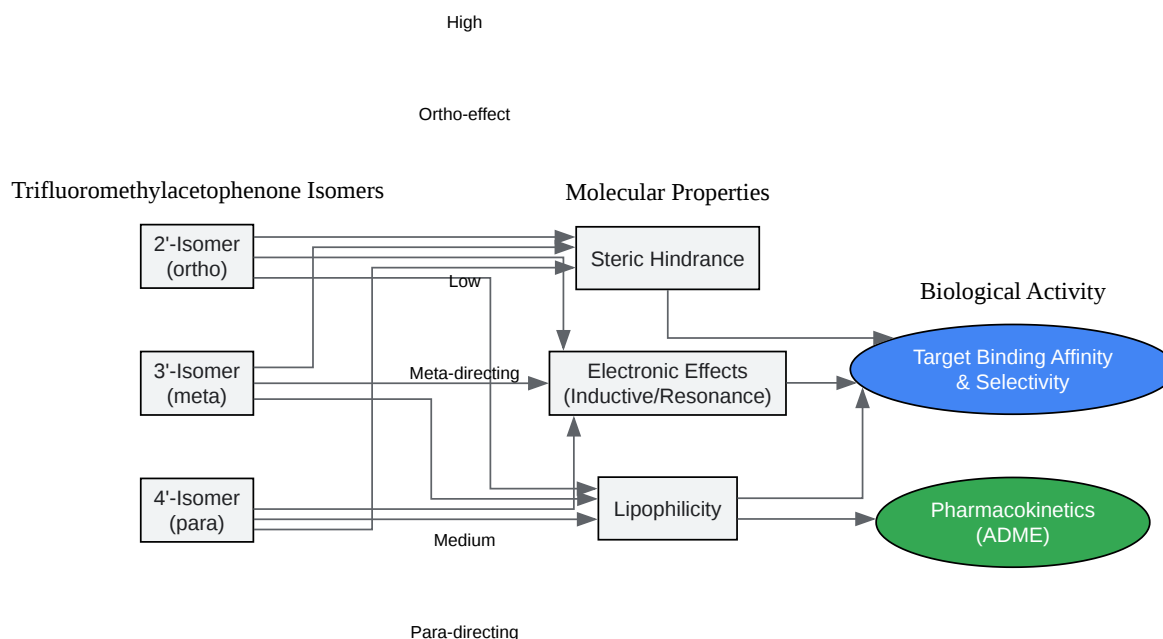 High
Ortho-effect
Trifluoromethylacetophenone Isomers
Molecular Properties
2'-Isomer
(ortho)
Steric Hindrance
Low
Biological Activity
3'-Isomer
(meta)
Meta-directing
Electronic Effects
(Inductive/Resonance)
Target Binding Affinity
& Selectivity
4'-Isomer
(para)
Lipophilicity
Pharmacokinetics
(ADME)
Medium
Para-directing